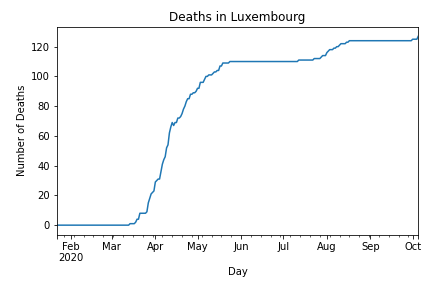 Deaths in Luxembourg
Number of Deaths
120
100
80
60
40
20
0
Feb Mar Apr May Jun Jul Aug Sep Oct
2020
Day